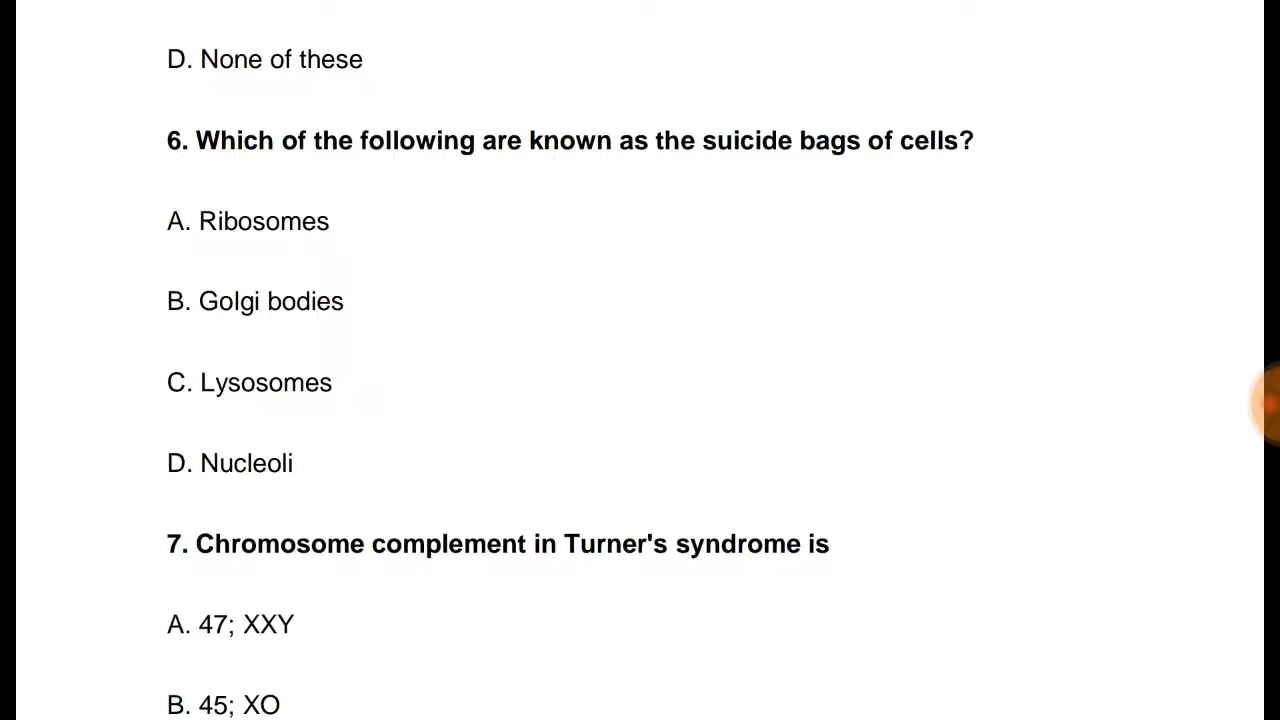 D. None of these
6. Which of the following are known as the suicide bags of cells?
A. Ribosomes
B. Golgi bodies
C. Lysosomes
D. Nucleoli
7. Chromosome complement in Turner's syndrome is
A. 47; XXY
B. 45; XO